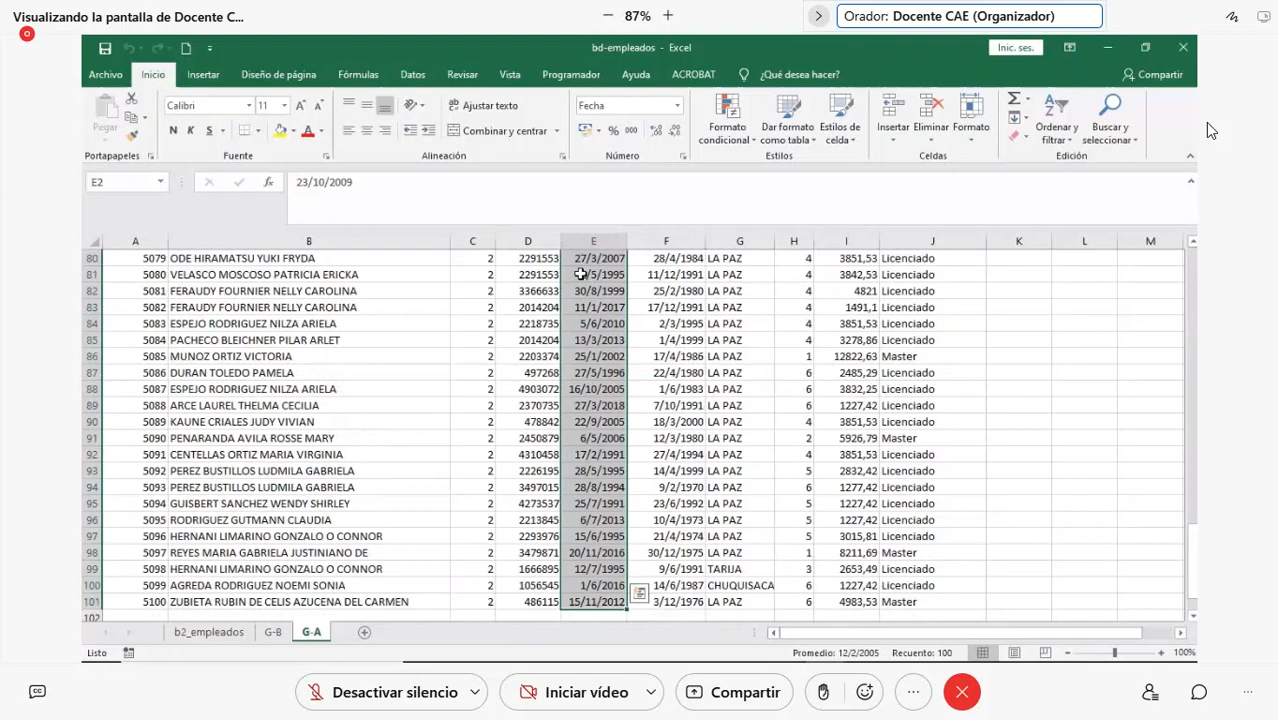 Visualizando la pantalla de Docente C...
87%
Orador: Docente CAE (Organizador)
bd-empleados - Excel
Inic. ses.
Archivo Inicio Insertar Diseño de página Fórmulas Datos Revisar Vista Programador Ayuda ACROBAT ¿Qué desea hacer? Compartir
Pegar
Calibri 11
N K S
Ajustar texto
Combinar y centrar
Fecha
% 000
Formato condicional
Dar formato como tabla
Estilos de celda
Insertar Eliminar Formato
Ordenar y filtrar
Buscar y seleccionar
Portapapeles Fuente Alineación Número Estilos Celdas Edición
E2 fx 23/10/2009
A B C D E F G H I J K L M
80 5079 ODE HIRAMATSU YUKI FRYDA 2 2291553 27/3/2007 28/4/1984 LA PAZ 4 3851,53 Licenciado
81 5080 VELASCO MOSCOSO PATRICIA ERICKA 2 2291553 /5/1995 11/12/1991 LA PAZ 4 3842,53 Licenciado
82 5081 FERAUDY FOURNIER NELLY CAROLINA 2 3366633 30/8/1999 25/2/1980 LA PAZ 4 4821 Licenciado
83 5082 FERAUDY FOURNIER NELLY CAROLINA 2 2014204 11/1/2017 17/12/1991 LA PAZ 4 1491,1 Licenciado
84 5083 ESPEJO RODRIGUEZ NILZA ARIELA 2 2218735 5/6/2010 2/3/1995 LA PAZ 4 3851,53 Licenciado
85 5084 PACHECO BLEICHNER PILAR ARLET 2 2014204 13/3/2013 1/4/1999 LA PAZ 4 3278,86 Licenciado
86 5085 MUNOZ ORTIZ VICTORIA 2 2203374 25/1/2002 17/4/1986 LA PAZ 1 12822,63 Master
87 5086 DURAN TOLEDO PAMELA 2 497268 27/5/1996 22/4/1980 LA PAZ 6 2485,29 Licenciado
88 5087 ESPEJO RODRIGUEZ NILZA ARIELA 2 4903072 16/10/2005 1/6/1983 LA PAZ 6 3832,25 Licenciado
89 5088 ARCE LAUREL THELMA CECILIA 2 2370735 27/3/2018 7/10/1991 LA PAZ 6 1227,42 Licenciado
90 5089 KAUNE CRIALES JUDY VIVIAN 2 478842 22/9/2005 18/3/2000 LA PAZ 4 3851,53 Licenciado
91 5090 PENARANDA AVILA ROSSE MARY 2 2450879 6/5/2006 12/3/1980 LA PAZ 2 5926,79 Master
92 5091 CENTELLAS ORTIZ MARIA VIRGINIA 2 4310458 17/2/1991 27/4/1994 LA PAZ 4 3851,53 Licenciado
93 5092 PEREZ BUSTILLOS LUDMILA GABRIELA 2 2226195 28/5/1995 14/4/1999 LA PAZ 5 2832,42 Licenciado
94 5093 PEREZ BUSTILLOS LUDMILA GABRIELA 2 3497015 28/8/1994 9/2/1970 LA PAZ 6 1277,42 Licenciado
95 5094 GUISBERT SANCHEZ WENDY SHIRLEY 2 4273537 25/7/1991 23/6/1992 LA PAZ 5 1227,42 Licenciado
96 5095 RODRIGUEZ GUTMANN CLAUDIA 2 2213845 6/7/2013 10/4/1973 LA PAZ 5 1227,42 Licenciado
97 5096 HERNANI LIMARINO GONZALO O CONNOR 2 2293976 15/6/1995 21/4/1974 LA PAZ 5 3015,81 Licenciado
98 5097 REYES MARIA GABRIELA JUSTINIANO DE 2 3479871 20/11/2016 30/12/1975 LA PAZ 1 8211,69 Master
99 5098 HERNANI LIMARINO GONZALO O CONNOR 2 1666895 12/7/1995 9/6/1991 TARIJA 3 2653,49 Licenciado
100 5099 AGREDA RODRIGUEZ NOEMI SONIA 2 1056545 1/6/2016 14/6/1987 CHUQUISACA 6 1227,42 Licenciado
101 5100 ZUBIETA RUBIN DE CELIS AZUCENA DEL CARMEN 2 486115 15/11/2012 3/12/1976 LA PAZ 6 4983,53 Master
102
b2_empleados G-B G-A
Listo Promedio: 12/2/2005 Recuento: 100 100%
Desactivar silencio Iniciar vídeo Compartir